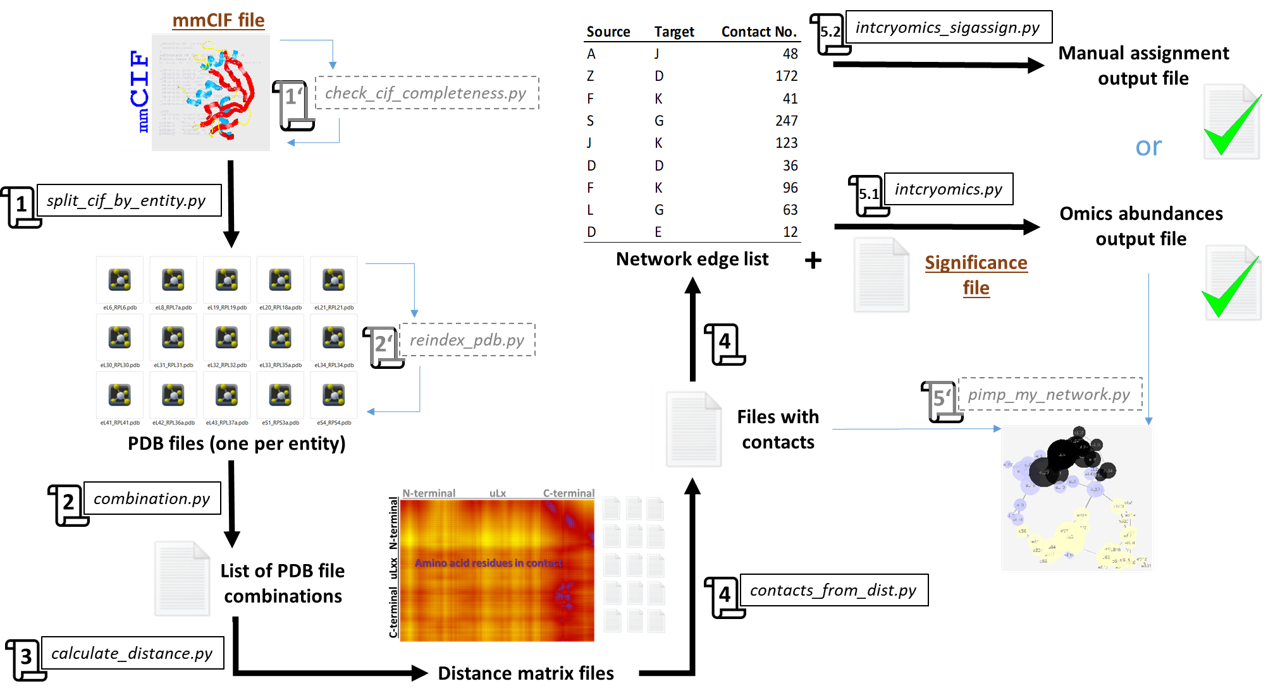 mmCIF file
mmCIF
1'
check_cif_completeness.py
1
split_cif_by_entity.py
eL6_RPL6.pdb
eL8_RPL7a.pdb
eL19_RPL19.pdb
eL20_RPL18a.pdb
eL21_RPL21.pdb
eL30_RPL30.pdb
eL31_RPL31.pdb
eL32_RPL32.pdb
eL33_RPL35a.pdb
eL34_RPL34.pdb
eL41_RPL41.pdb
eL42_RPL36a.pdb
eL43_RPL37a.pdb
eS1_RPS3a.pdb
eS4_RPS4.pdb
2'
reindex_pdb.py
PDB files (one per entity)
2
combination.py
List of PDB file
combinations
3
calculate_distance.py
N-terminal uLx C-terminal
C-terminal uLxx N-terminal
Amino acid residues in contact
Distance matrix files
4
contacts_from_dist.py
Files with
contacts
4
Source Target Contact No.
A J 48
Z D 172
F K 41
S G 247
J K 123
D D 36
F K 96
L G 63
D E 12
Network edge list
+
Significance
file
5.2
intcryomics_sigassign.py
Manual assignment
output file
or
5.1
intcryomics.py
Omics abundances
output file
5'
pimp_my_network.py